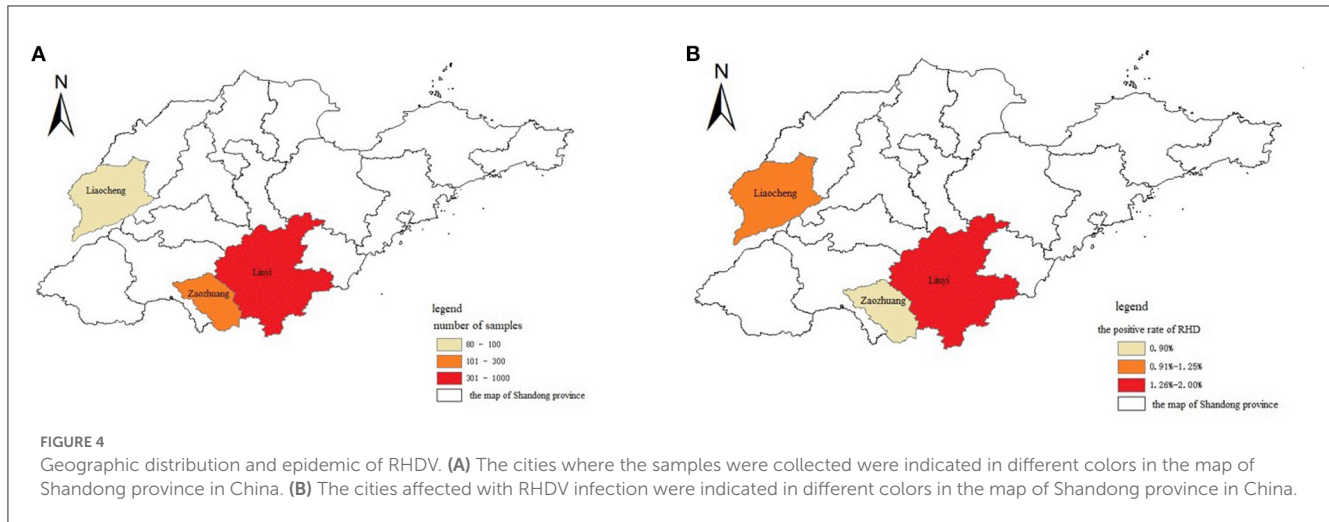 A
N
Liaocheng
Linyi
Zaozhuang
legend
number of samples
80 - 100
101 - 300
301 - 1000
the map of Shandong province
B
N
Liaocheng
Linyi
Zaozhuang
legend
the positive rate of RHD
0.90%
0.91%-1.25%
1.26%-2.00%
the map of Shandong province
FIGURE 4
Geographic distribution and epidemic of RHDV. (A) The cities where the samples were collected were indicated in different colors in the map of
Shandong province in China. (B) The cities affected with RHDV infection were indicated in different colors in the map of Shandong province in China.